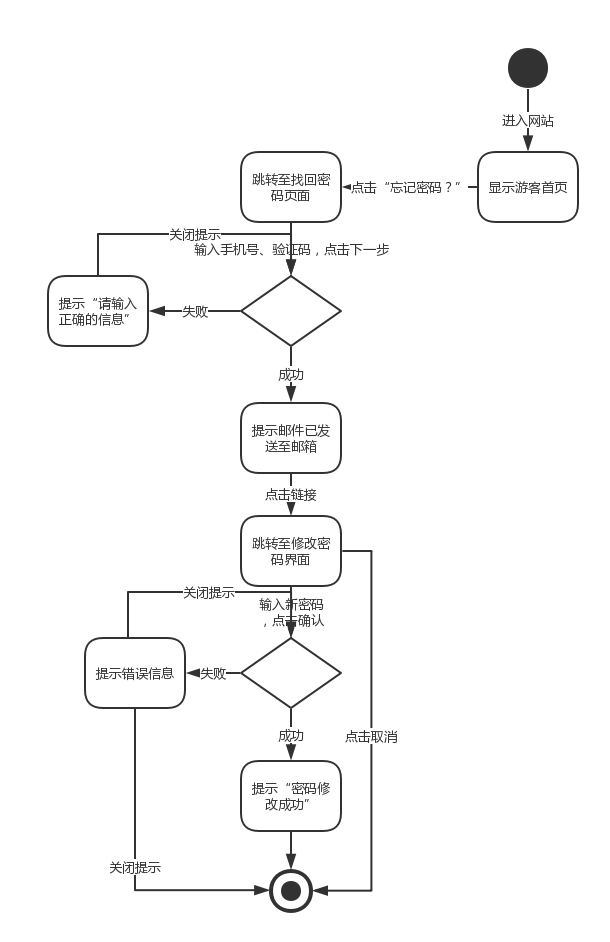 进入网站
显示游客首页
点击“忘记密码？”
跳转至找回密
码页面
关闭提示
输入手机号、验证码，点击下一步
提示“请输入
正确的信息”
失败
成功
提示邮件已发
送至邮箱
点击链接
跳转至修改密
码界面
关闭提示
输入新密码
，点击确认
提示错误信息
失败
成功
点击取消
提示“密码修
改成功”
关闭提示